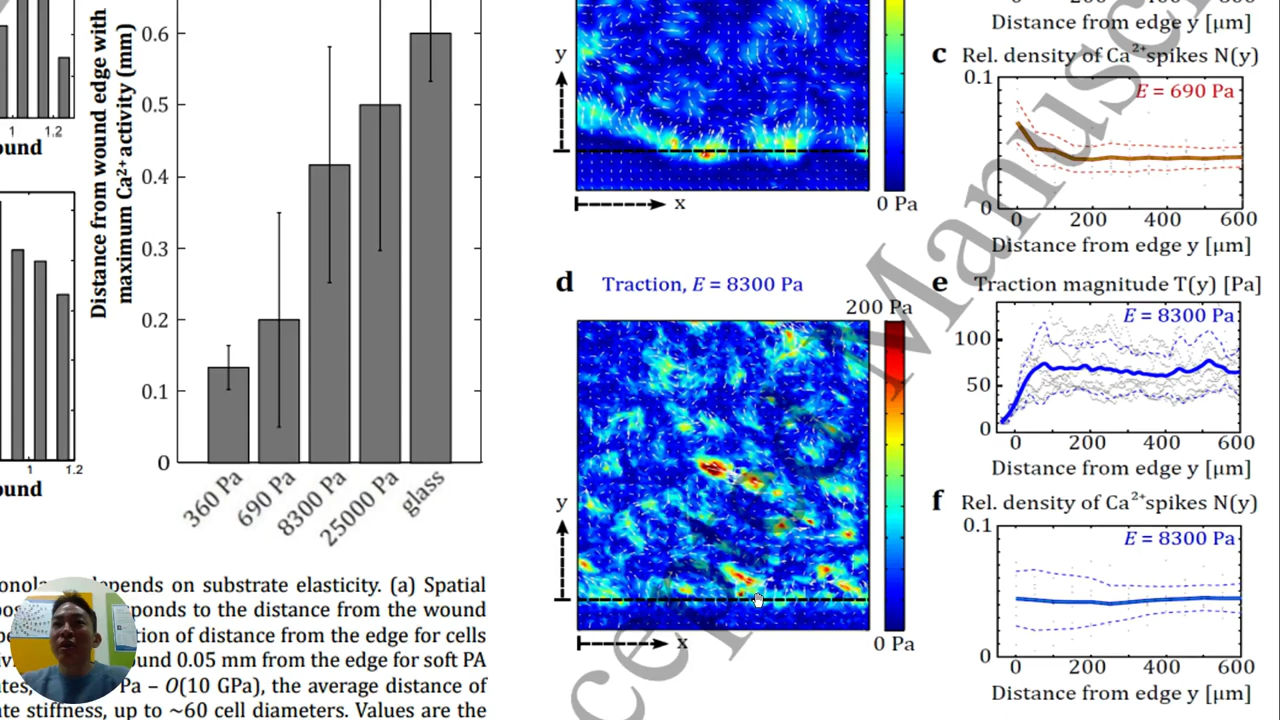 1
1.2
ound
1
1.2
ound
Distance from wound edge with
maximum Ca²⁺ activity (mm)
0.6
0.5
0.4
0.3
0.2
0.1
0
360 Pa
690 Pa
8300 Pa
25000 Pa
glass
depends on substrate elasticity. (a) Spatial
ponds to the distance from the wound
tion of distance from the edge for cells
ound 0.05 mm from the edge for soft PA
Pa – O(10 GPa), the average distance of
te stiffness, up to ~60 cell diameters. Values are the
y
x
0 Pa
d Traction, E = 8300 Pa
200 Pa
y
x
0 Pa
Distance from edge y [µm]
c Rel. density of Ca²⁺spikes N(y)
0.1
E = 690 Pa
0
0 200 400 600
Distance from edge y [µm]
e Traction magnitude T(y) [Pa]
E = 8300 Pa
100
50
0
0 200 400 600
Distance from edge y [µm]
f Rel. density of Ca²⁺spikes N(y)
0.1
E = 8300 Pa
0
0 200 400 600
Distance from edge y [µm]